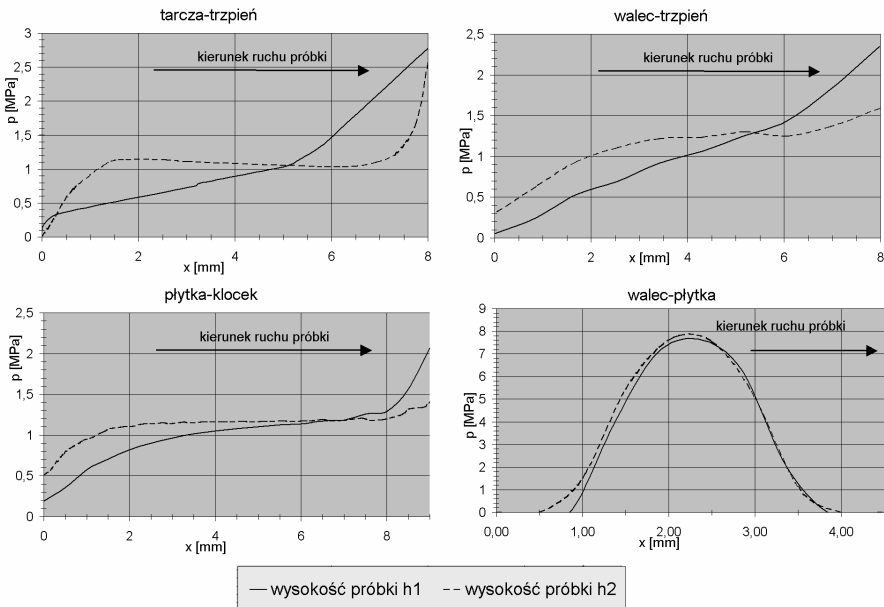 tarcza-trzpień
3
2,5
2
1,5
1
0,5
0
p [MPa]
kierunek ruchu próbki
0 2 4 6 8
x [mm]
walec-trzpień
2,5
2
1,5
1
0,5
0
p [MPa]
kierunek ruchu próbki
0 2 4 6 8
x [mm]
płytka-klocek
2,5
2
1,5
1
0,5
0
p [MPa]
kierunek ruchu próbki
0 2 4 6 8
x [mm]
walec-płytka
9
8
7
6
5
4
3
2
1
0
p [MPa]
kierunek ruchu próbki
0,00 1,00 2,00 3,00 4,00
x [mm]
wysokość próbki h1 wysokość próbki h2